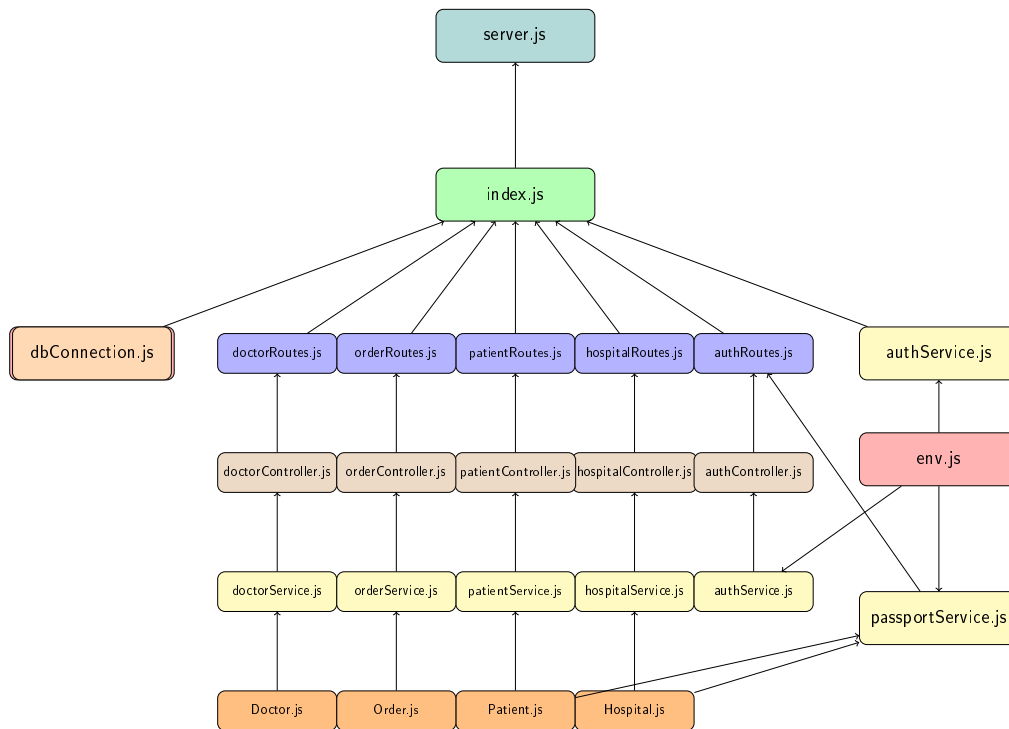 server.js
index.js
dbConnection.js
doctorRoutes.js
orderRoutes.js
patientRoutes.js
hospitalRoutes.js
authRoutes.js
authService.js
env.js
doctorController.js
orderController.js
patientController.js
hospitalController.js
authController.js
doctorService.js
orderService.js
patientService.js
hospitalService.js
authService.js
passportService.js
Doctor.js
Order.js
Patient.js
Hospital.js